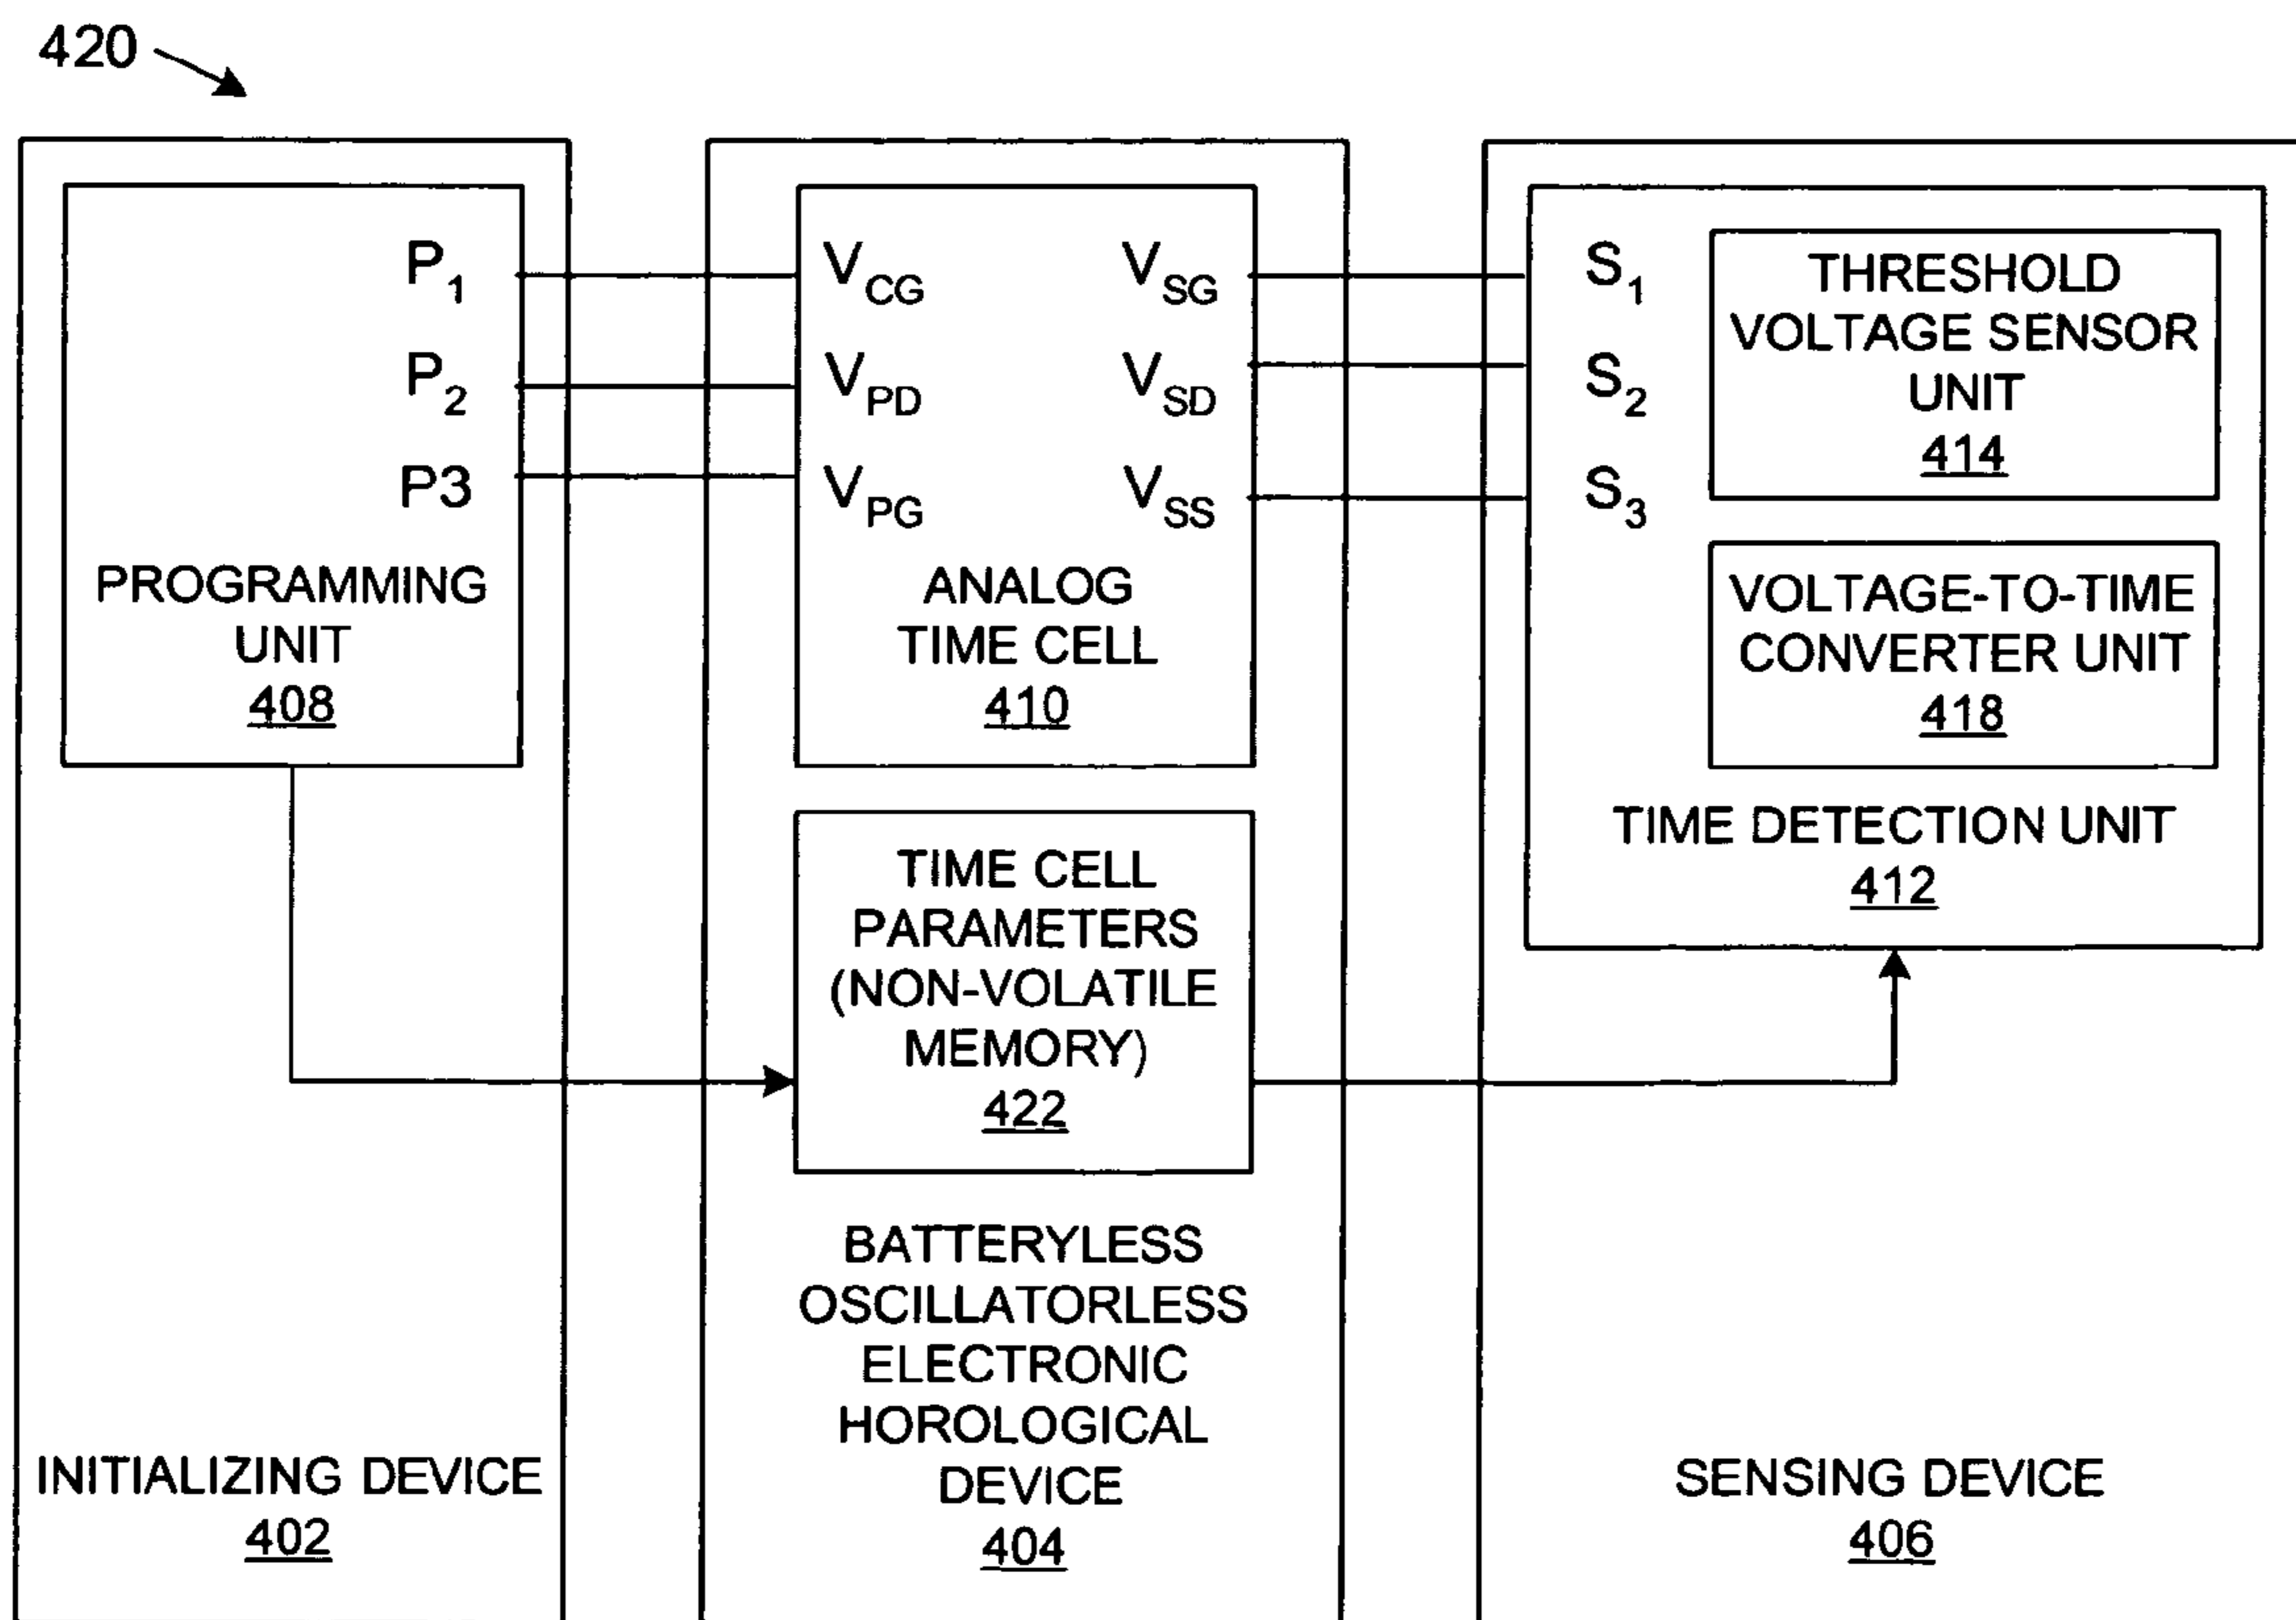 420
P1
P2
P3
PROGRAMMING
UNIT
408
VCG
VPD
VPG
VSG
VSD
VSS
ANALOG
TIME CELL
410
S1
S2
S3
THRESHOLD
VOLTAGE SENSOR
UNIT
414
VOLTAGE-TO-TIME
CONVERTER UNIT
418
TIME DETECTION UNIT
412
TIME CELL
PARAMETERS
(NON-VOLATILE
MEMORY)
422
INITIALIZING DEVICE
402
BATTERYLESS
OSCILLATORLESS
ELECTRONIC
HOROLOGICAL
DEVICE
404
SENSING DEVICE
406